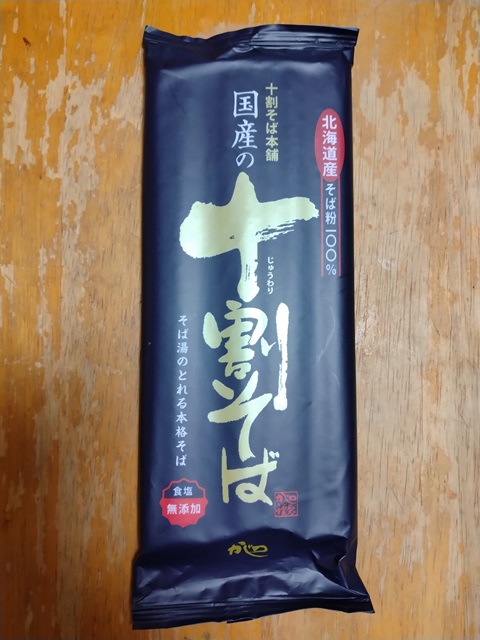 北海道産
そば粉一〇〇%
十割そば本舗
国産の
十割そば
じゅうわり
そば湯のとれる本格そば
食塩
無添加
かじの